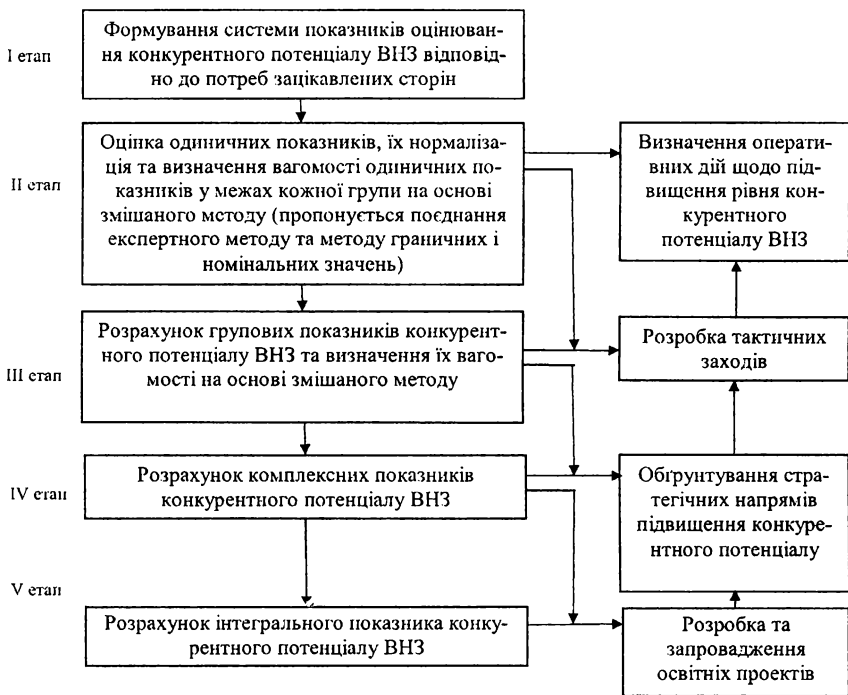 I етап
Формування системи показників оцінюван-
ня конкурентного потенціалу ВНЗ відповід-
но до потреб зацікавлених сторін
II етап
Оцінка одиничних показників, їх нормаліза-
ція та визначення вагомості одиничних по-
казників у межах кожної групи на основі
змішаного методу (пропонується поєднання
експертного методу та методу граничних і
номінальних значень)
Визначення оператив-
них дій щодо під-
вищення рівня кон-
курентного
потенціалу ВНЗ
III етап
Розрахунок групових показників конкурент-
ного потенціалу ВНЗ та визначення їх ваго-
мості на основі змішаного методу
Розробка тактичних
заходів
IV етап
Розрахунок комплексних показників
конкурентного потенціалу ВНЗ
Обґрунтування стра-
тегічних напрямів
підвищення конкуре-
нтного потенціалу
V етап
Розрахунок інтегрального показника конку-
рентного потенціалу ВНЗ
Розробка та
запровадження
освітніх проектів